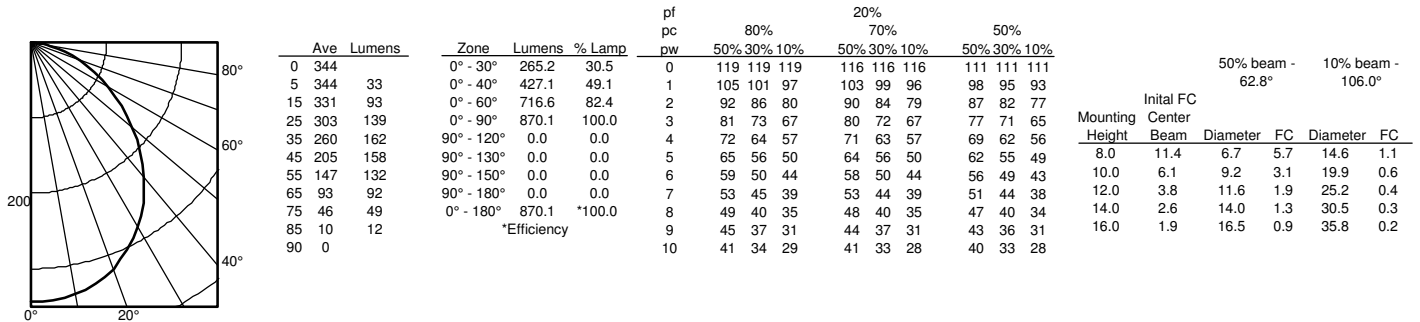 80°
60°
40°
200
0° 20°
Ave Lumens
0 344
5 344 33
15 331 93
25 303 139
35 260 162
45 205 158
55 147 132
65 93 92
75 46 49
85 10 12
90 0
Zone Lumens % Lamp
0° - 30° 265.2 30.5
0° - 40° 427.1 49.1
0° - 60° 716.6 82.4
0° - 90° 870.1 100.0
90° - 120° 0.0 0.0
90° - 130° 0.0 0.0
90° - 150° 0.0 0.0
90° - 180° 0.0 0.0
0° - 180° 870.1 *100.0
*Efficiency
pf 20%
pc 80% 70% 50%
pw 50% 30% 10% 50% 30% 10% 50% 30% 10%
0 119 119 119 116 116 116 111 111 111
1 105 101 97 103 99 96 98 95 93
2 92 86 80 90 84 79 87 82 77
3 81 73 67 80 72 67 77 71 65
4 72 64 57 71 63 57 69 62 56
5 65 56 50 64 56 50 62 55 49
6 59 50 44 58 50 44 56 49 43
7 53 45 39 53 44 39 51 44 38
8 49 40 35 48 40 35 47 40 34
9 45 37 31 44 37 31 43 36 31
10 41 34 29 41 33 28 40 33 28
50% beam - 10% beam -
62.8° 106.0°
Inital FC
Mounting Center
Height Beam Diameter FC Diameter FC
8.0 11.4 6.7 5.7 14.6 1.1
10.0 6.1 9.2 3.1 19.9 0.6
12.0 3.8 11.6 1.9 25.2 0.4
14.0 2.6 14.0 1.3 30.5 0.3
16.0 1.9 16.5 0.9 35.8 0.2